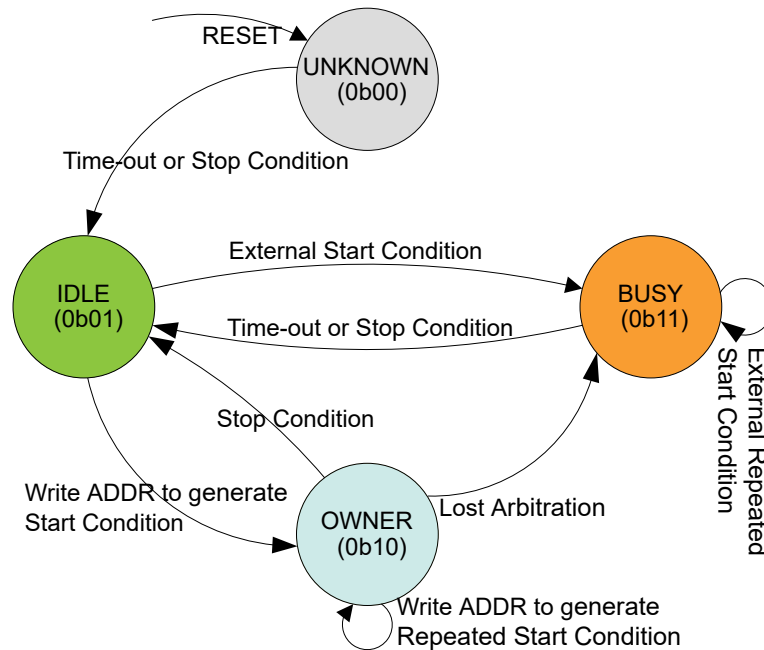 RESET
UNKNOWN
(0b00)
Time-out or Stop Condition
IDLE
(0b01)
External Start Condition
BUSY
(0b11)
Time-out or Stop Condition
External Repeated
Start Condition
Stop Condition
Write ADDR to generate
Start Condition
OWNER
(0b10)
Lost Arbitration
Write ADDR to generate
Repeated Start Condition